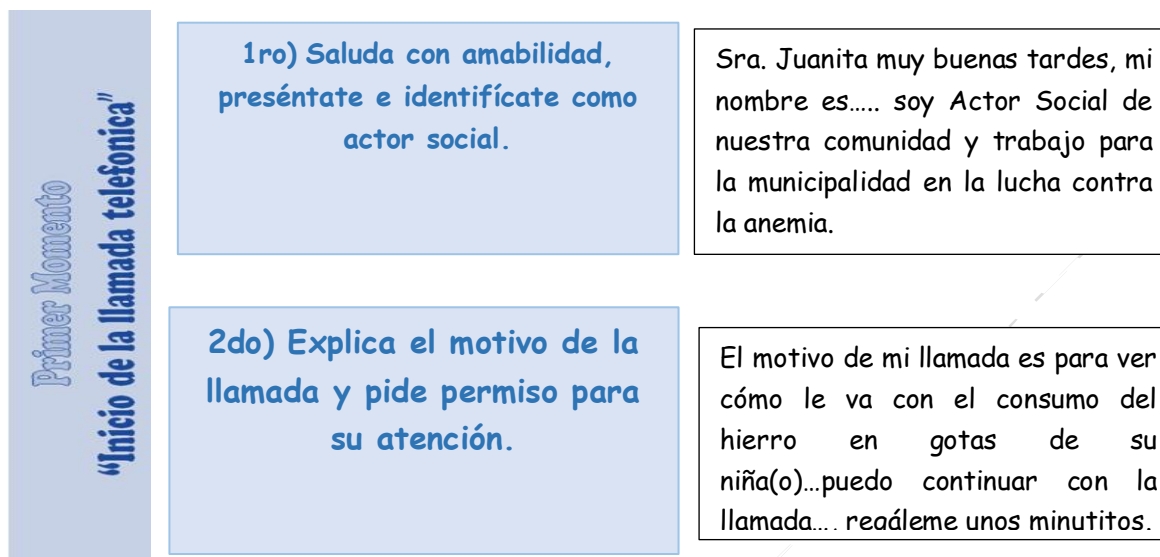 Primer Momento
“Inicio de la llamada telefonica”
1ro) Saluda con amabilidad,
preséntate e identifícate como
actor social.
Sra. Juanita muy buenas tardes, mi
nombre es..... soy Actor Social de
nuestra comunidad y trabajo para
la municipalidad en la lucha contra
la anemia.
2do) Explica el motivo de la
llamada y pide permiso para
su atención.
El motivo de mi llamada es para ver
cómo le va con el consumo del
hierro en gotas de su
niña(o)...puedo continuar con la
llamada.... regáleme unos minutitos.